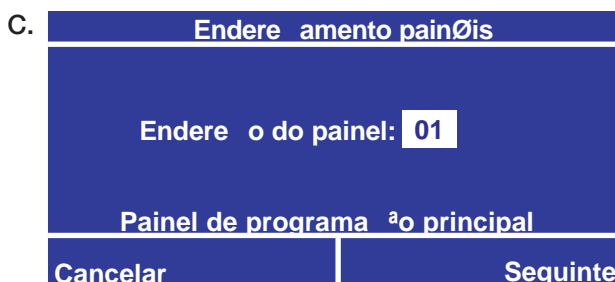 C.
Endere amento painØis
Endere o do painel: 01
Painel de programa ªo principal
Cancelar Seguinte